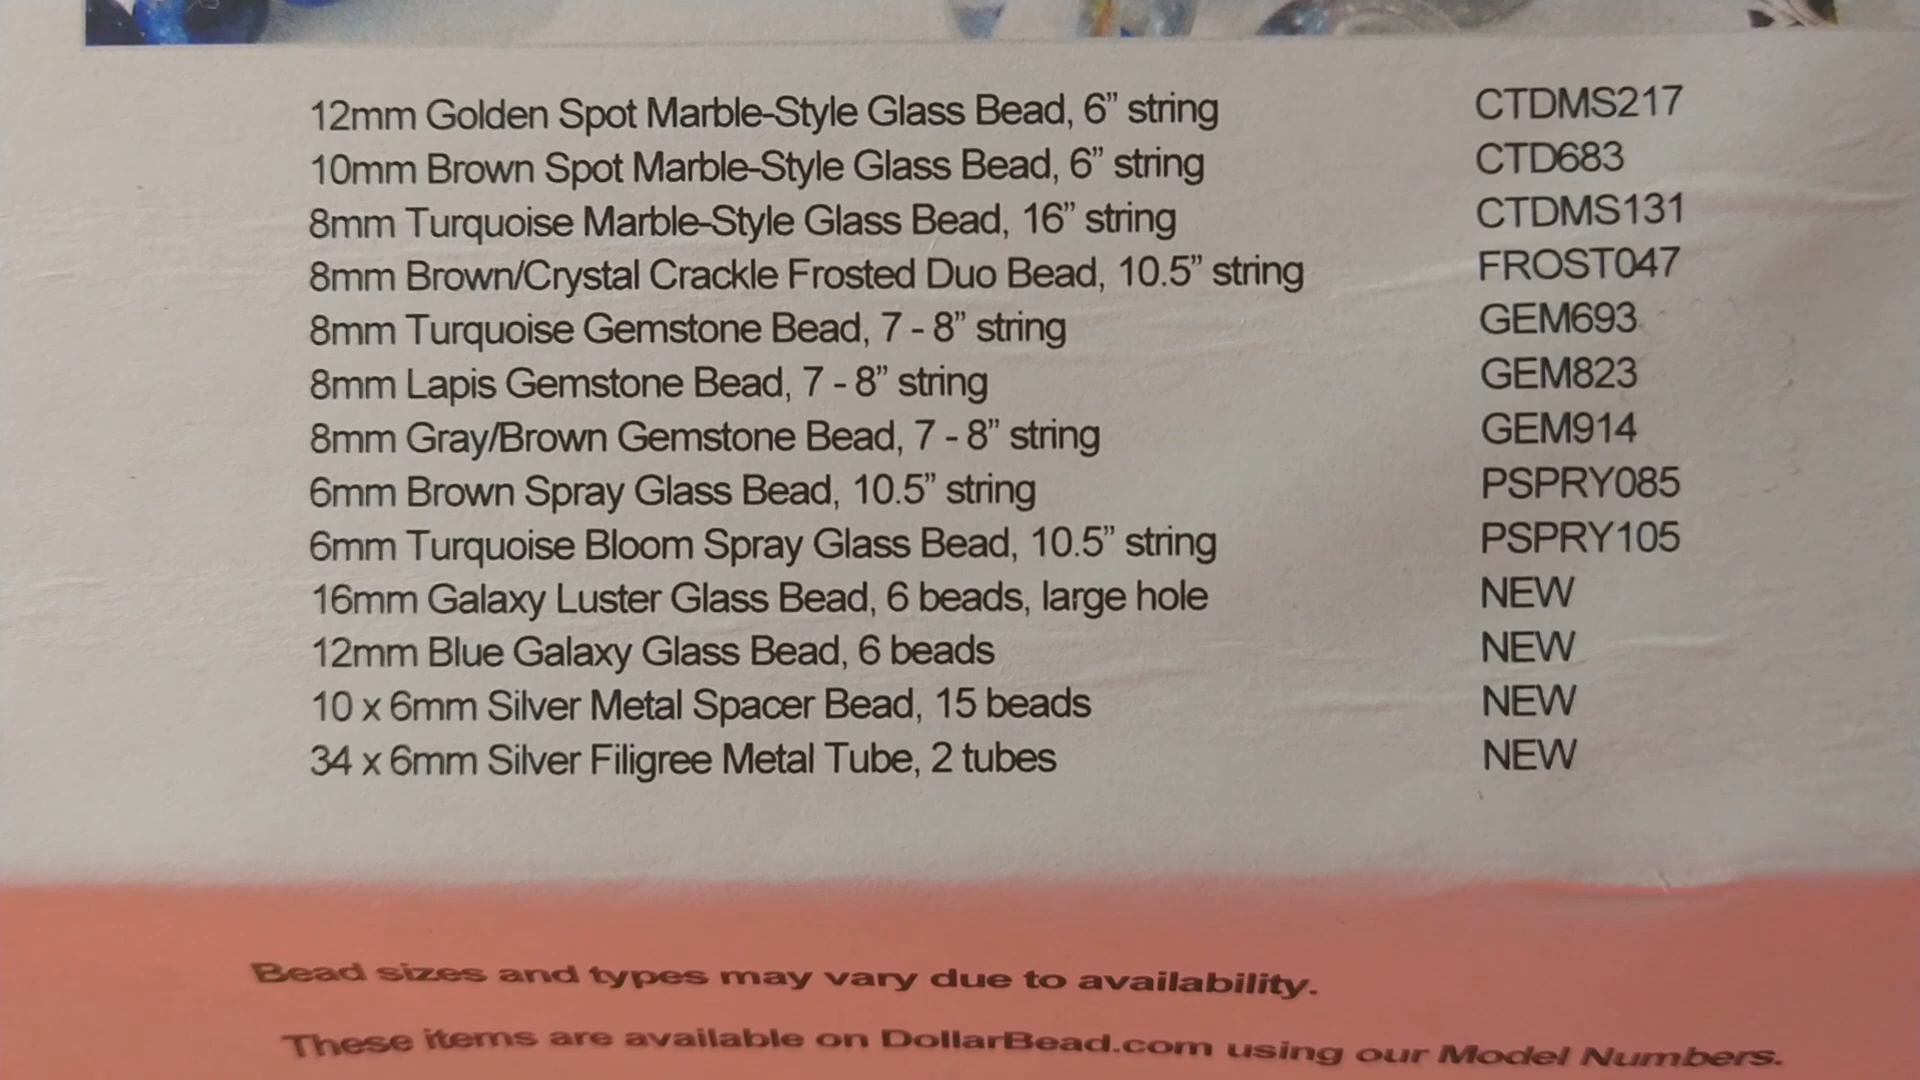 12mm Golden Spot Marble-Style Glass Bead, 6” string CTDMS217
10mm Brown Spot Marble-Style Glass Bead, 6” string CTD683
8mm Turquoise Marble-Style Glass Bead, 16” string CTDMS131
8mm Brown/Crystal Crackle Frosted Duo Bead, 10.5” string FROST047
8mm Turquoise Gemstone Bead, 7 - 8” string GEM693
8mm Lapis Gemstone Bead, 7 - 8” string GEM823
8mm Gray/Brown Gemstone Bead, 7 - 8” string GEM914
6mm Brown Spray Glass Bead, 10.5” string PSPRY085
6mm Turquoise Bloom Spray Glass Bead, 10.5” string PSPRY105
16mm Galaxy Luster Glass Bead, 6 beads, large hole NEW
12mm Blue Galaxy Glass Bead, 6 beads NEW
10 x 6mm Silver Metal Spacer Bead, 15 beads NEW
34 x 6mm Silver Filigree Metal Tube, 2 tubes NEW
Bead sizes and types may vary due to availability.
These items are available on DollarBead.com using our Model Numbers.